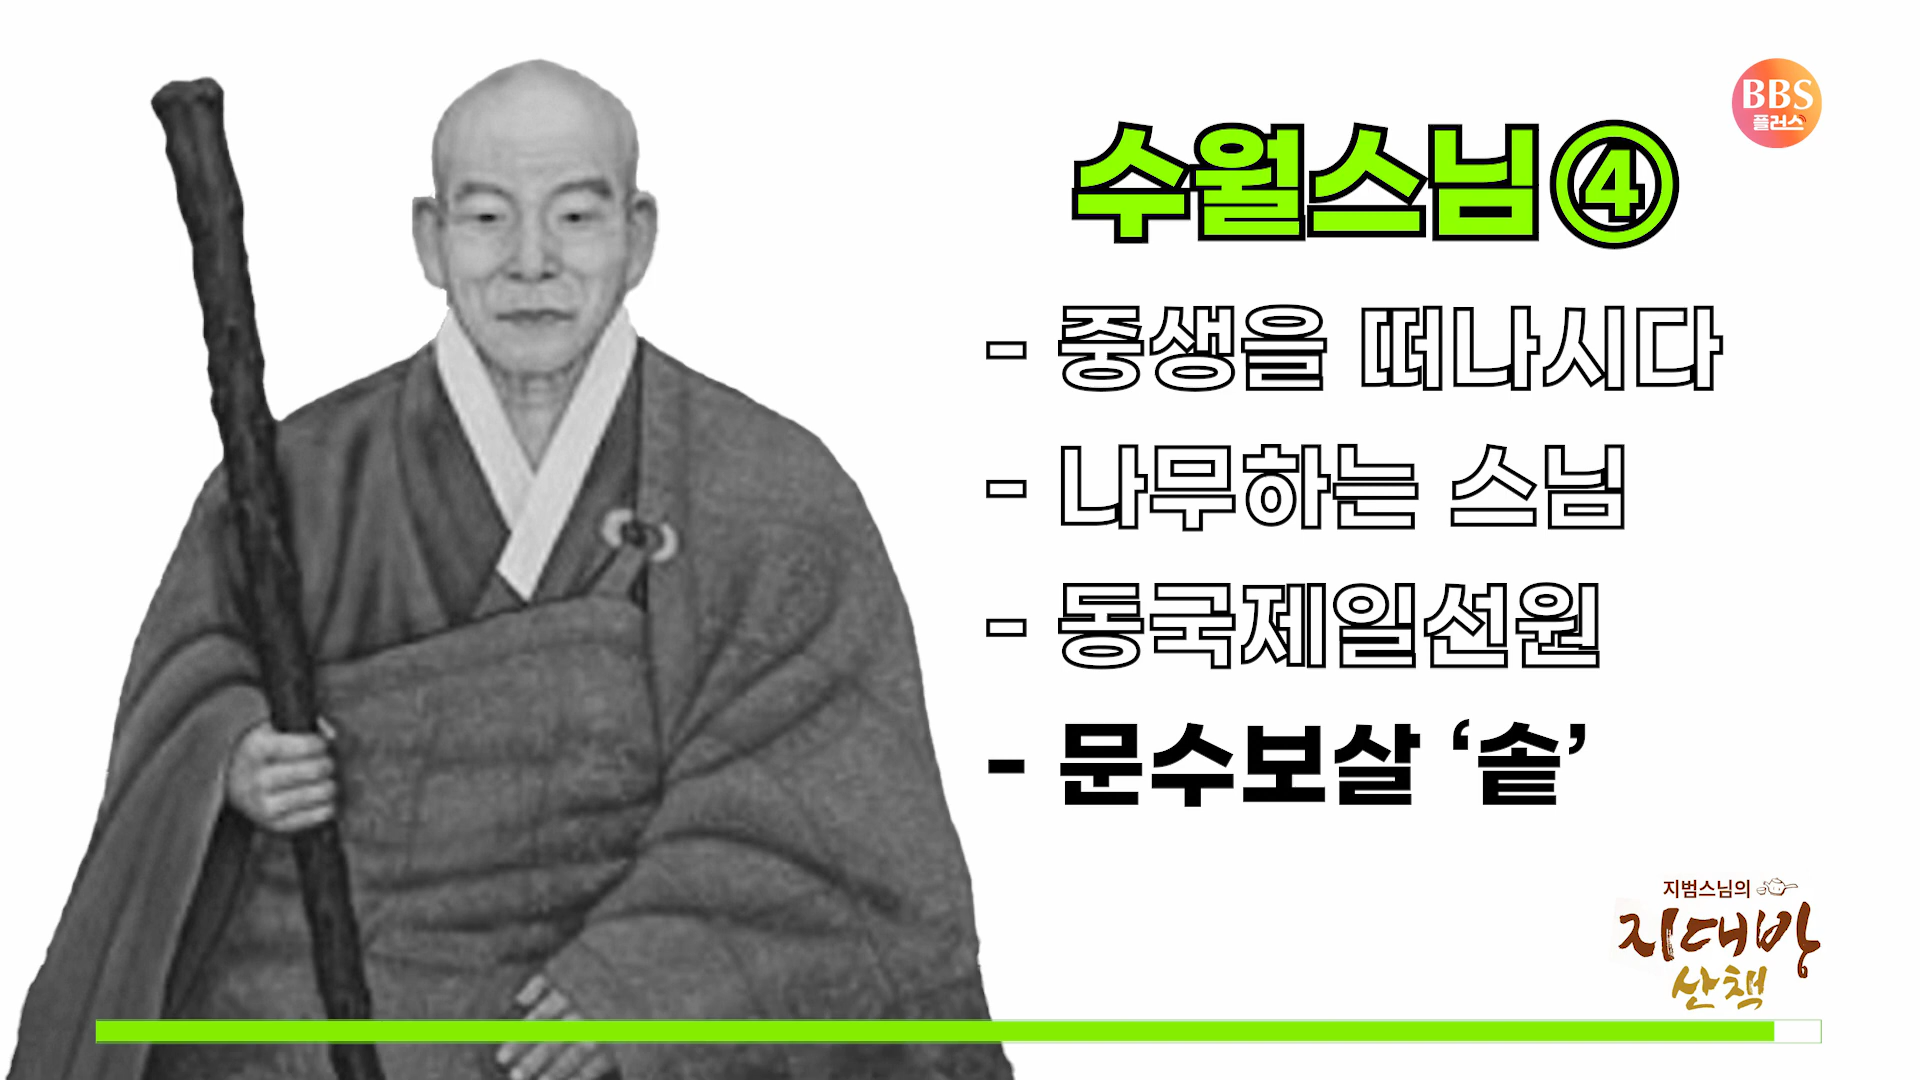 BBS
플러스
수월스님④
- 중생을 떠나시다
- 나무하는 스님
- 동국제일선원
- 문수보살 ‘솥’
지범스님의
지대방
산책